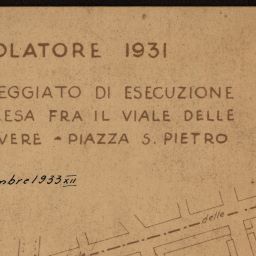 OLATORE 1931
EGGIATO DI ESECUZIONE
ESA FRA IL VIALE DELLE
VERE - PIAZZA S. PIETRO
mbre 1933 XII
delle